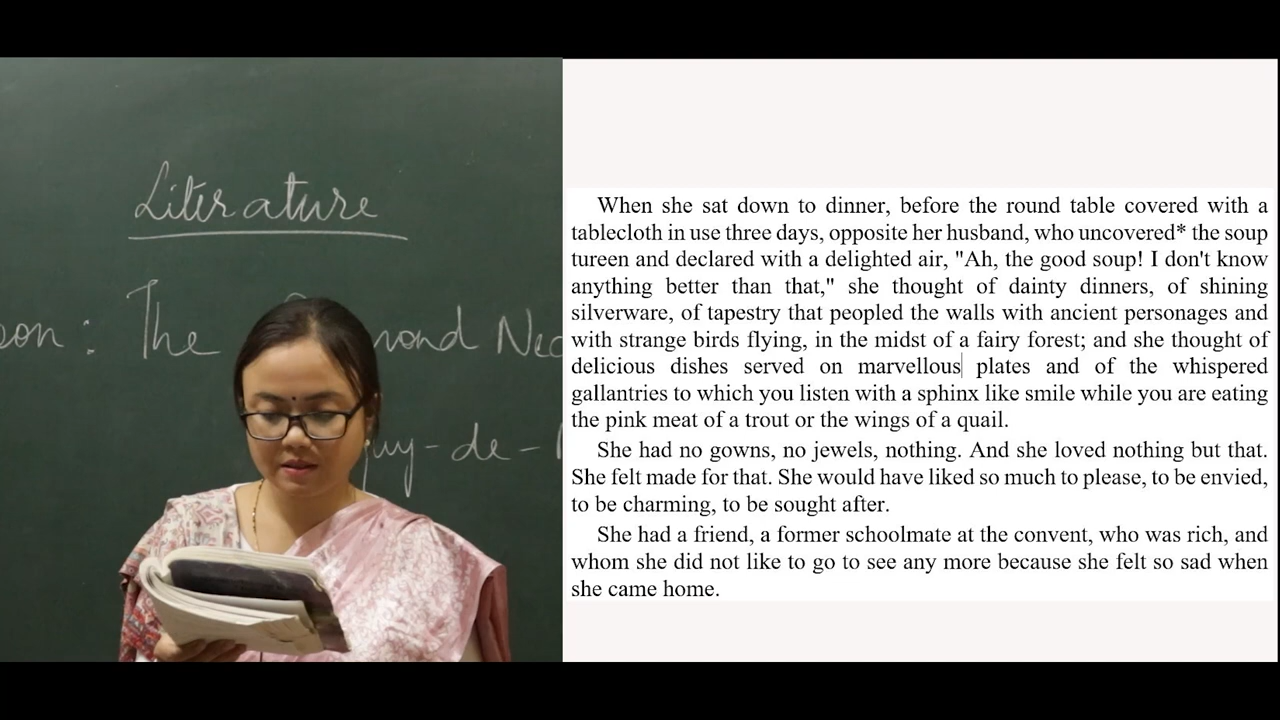 Literature
son: The mond Nec
guy-de-
When she sat down to dinner, before the round table covered with a
tablecloth in use three days, opposite her husband, who uncovered* the soup
tureen and declared with a delighted air, "Ah, the good soup! I don't know
anything better than that," she thought of dainty dinners, of shining
silverware, of tapestry that peopled the walls with ancient personages and
with strange birds flying, in the midst of a fairy forest; and she thought of
delicious dishes served on marvellous plates and of the whispered
gallantries to which you listen with a sphinx like smile while you are eating
the pink meat of a trout or the wings of a quail.
She had no gowns, no jewels, nothing. And she loved nothing but that.
She felt made for that. She would have liked so much to please, to be envied,
to be charming, to be sought after.
She had a friend, a former schoolmate at the convent, who was rich, and
whom she did not like to go to see any more because she felt so sad when
she came home.